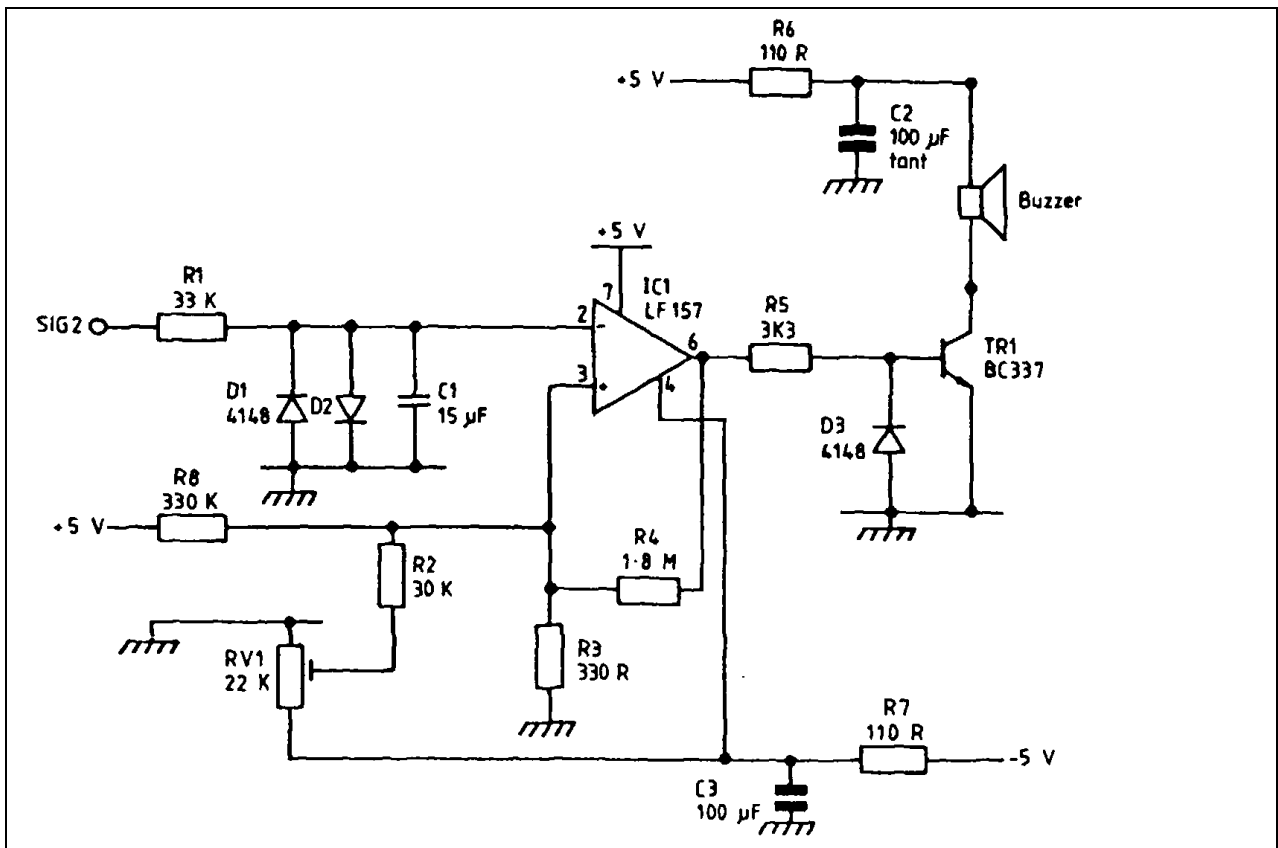 R6
110 R
+5 V
C2
100 µF
tant
Buzzer
+5 V
R1
33 K
7
IC1
LF 157
SIG2
2
-
R5
3K3
6
TR1
BC337
3
+
4
D1
4148
D2
C1
15 µF
D3
4148
R8
330 K
+5 V
R4
1·8 M
R2
30 K
R3
330 R
RV1
22 K
R7
110 R
-5 V
C3
100 µF